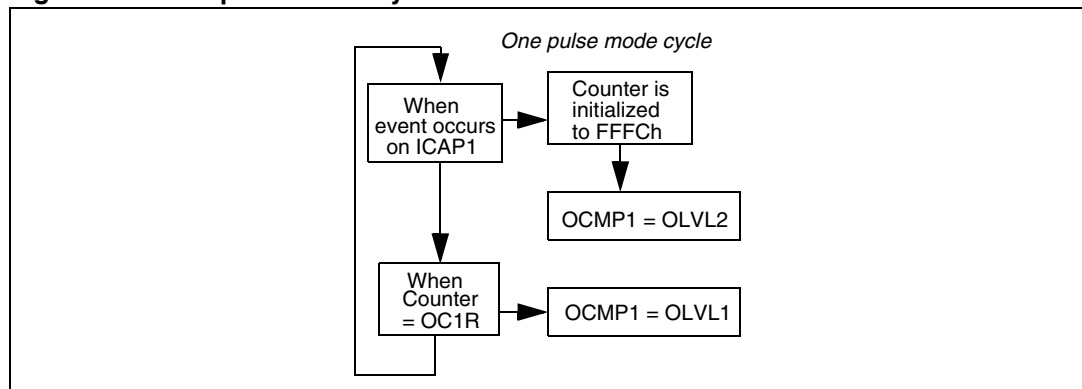 One pulse mode cycle
When
event occurs
on ICAP1
Counter is
initialized
to FFFCh
OCMP1 = OLVL2
When
Counter
= OC1R
OCMP1 = OLVL1